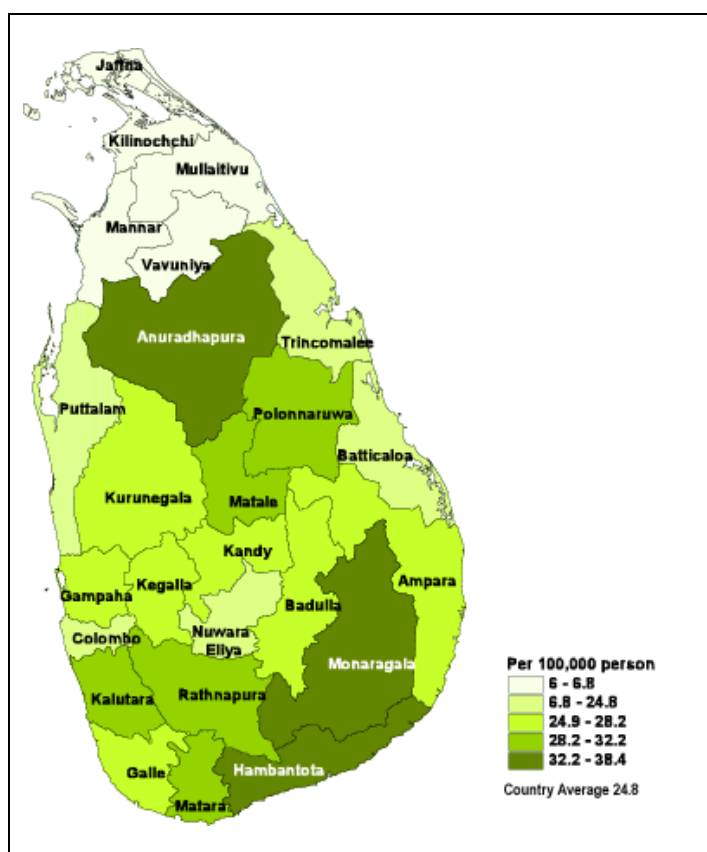 Jaffna
Kilinochchi
Mullaitivu
Mannar
Vavuniya
Anuradhapura
Trincomalee
Puttalam
Polonnaruwa
Batticaloa
Kurunegala
Matale
Kandy
Ampara
Kegalla
Gampaha
Badulla
Colombo
Nuwara
Eliya
Monaragala
Kalutara
Rathnapura
Galle
Hambantota
Matara
Per 100,000 person
6 - 6.8
6.8 - 24.8
24.9 - 28.2
28.2 - 32.2
32.2 - 38.4
Country Average 24.8